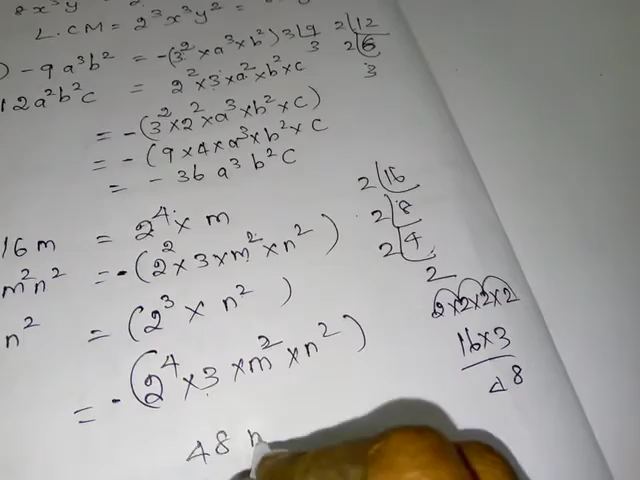 L.CM = 2³x³y² =
) - 9a³b² = -(3² × a³ × b²) 3|9 2|12
3 2|6
12a²b²c = 2² × 3 × a² × b² × c 3
= -(3² × 2² × a³ × b² × c)
= -(9 × 4 × a³ × b² × c
= - 36 a³ b² c
2|16
16m = 2⁴ × m 2|8
m²n² = -(2² × 3 × m² × n²) 2|4
2
n² = (2³ × n²) 2×2×2×2
= -(2⁴ × 3 × m² × n²) 16×3
48
48